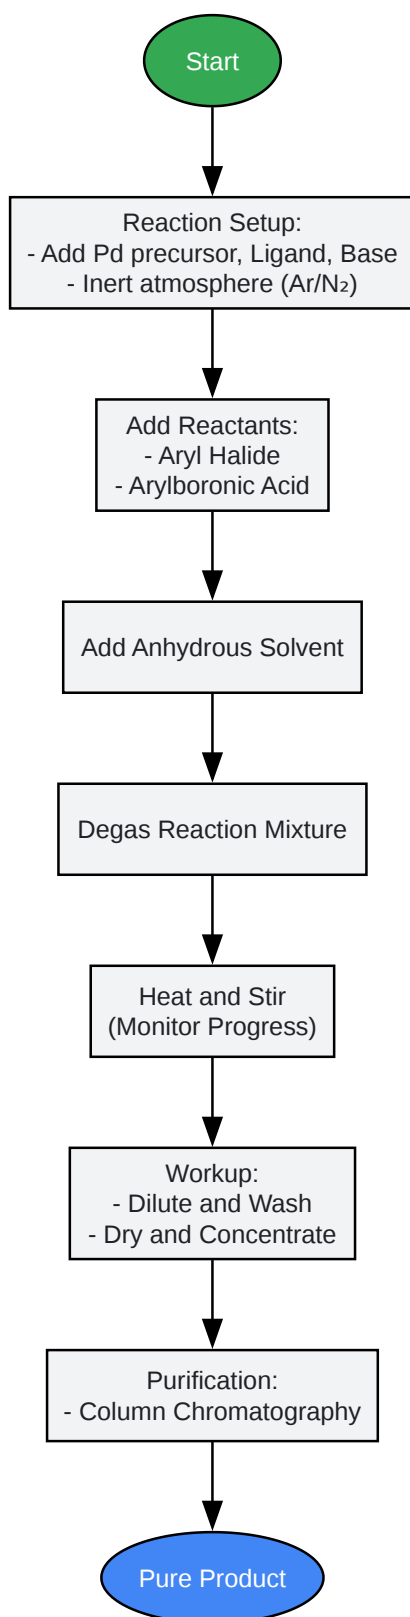 Start
Reaction Setup:
- Add Pd precursor, Ligand, Base
- Inert atmosphere (Ar/N₂)
Add Reactants:
- Aryl Halide
- Arylboronic Acid
Add Anhydrous Solvent
Degas Reaction Mixture
Heat and Stir
(Monitor Progress)
Workup:
- Dilute and Wash
- Dry and Concentrate
Purification:
- Column Chromatography
Pure Product